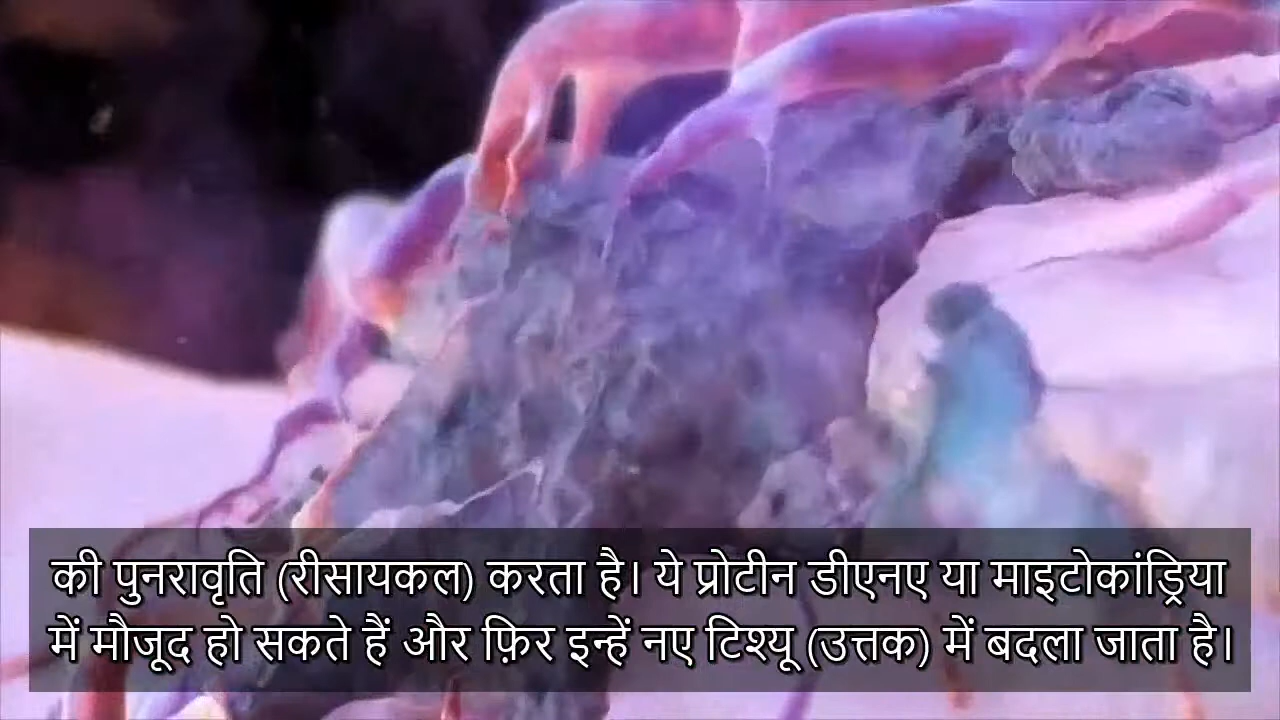 की पुनरावृति (रीसायकल) करता है। ये प्रोटीन डीएनए या माइटोकांड्रिया
में मौजूद हो सकते हैं और फ़िर इन्हें नए टिश्यू (उत्तक) में बदला जाता है।